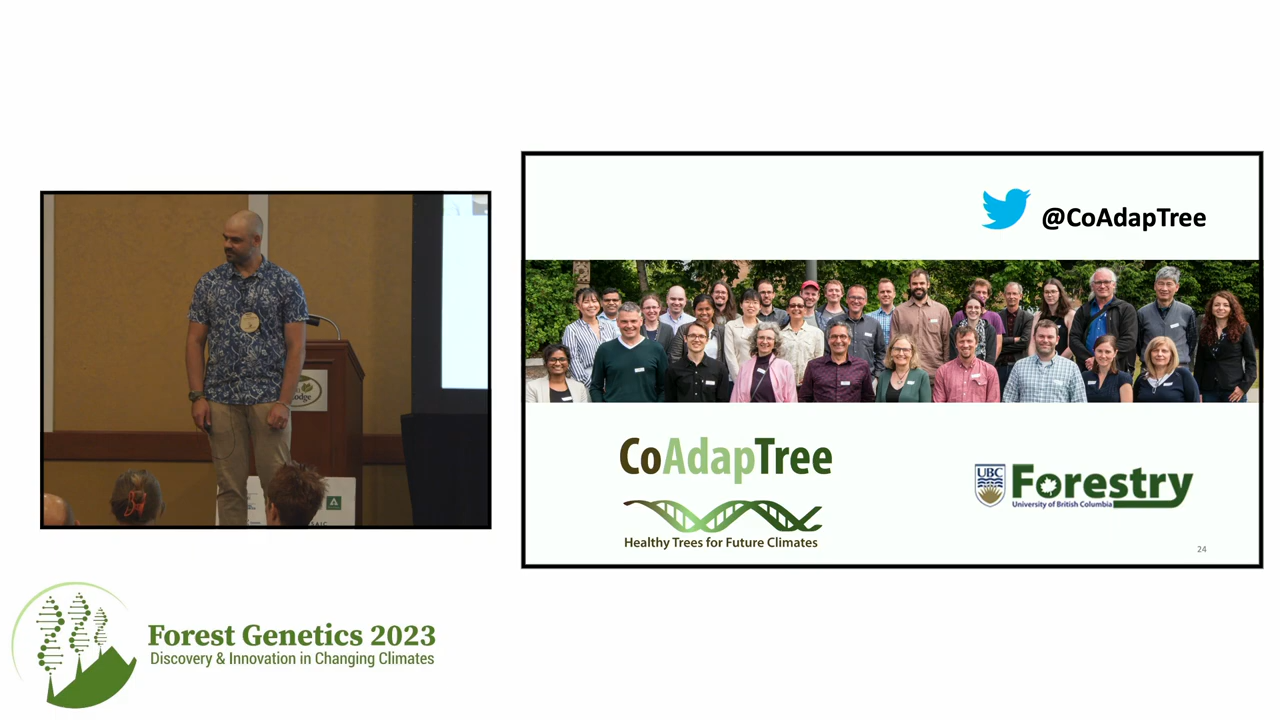 @CoAdapTree
CoAdapTree
Healthy Trees for Future Climates
UBC
Forestry
University of British Columbia
24
Forest Genetics 2023
Discovery & Innovation in Changing Climates